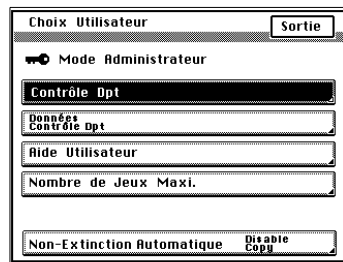 Choix Utilisateur
Sortie
Mode Administrateur
Contrôle Dpt
Données
Contrôle Dpt
Aide Utilisateur
Nombre de Jeux Maxi.
Non-Extinction Automatique
Disable
Copy